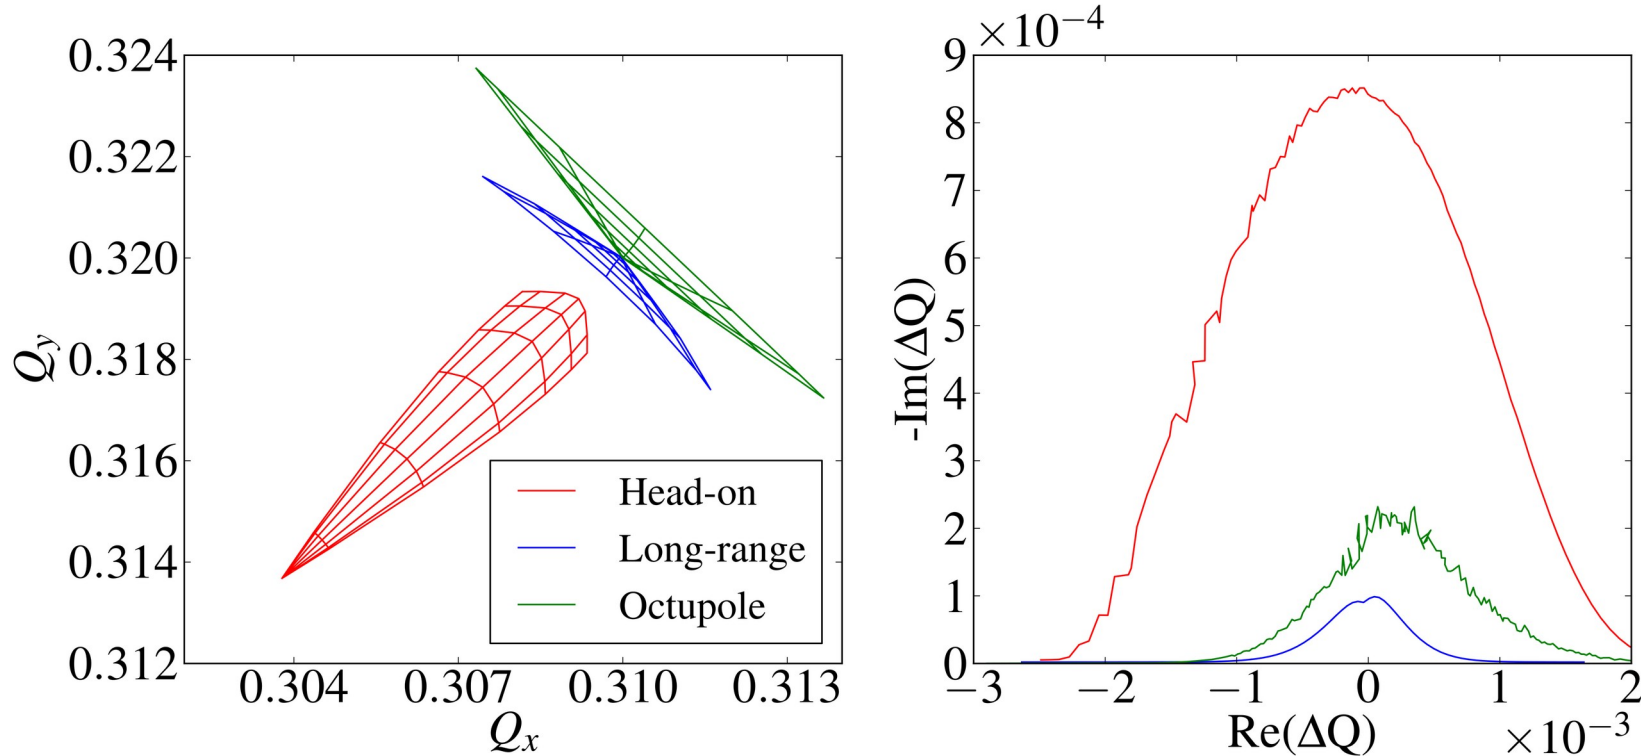 0.324
0.322
0.320
0.318
0.316
0.314
0.312
Q_y
0.304 0.307 0.310 0.313
Q_x
Head-on
Long-range
Octupole
×10⁻⁴
9
8
7
6
5
4
3
2
1
0
-Im(ΔQ)
−3 −2 −1 0 1 2
Re(ΔQ) ×10⁻³